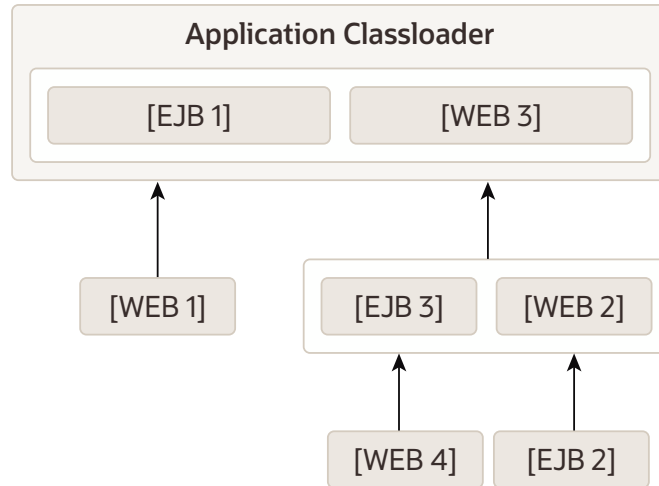 Application Classloader
[EJB 1] [WEB 3]
[WEB 1] [EJB 3] [WEB 2]
[WEB 4] [EJB 2]